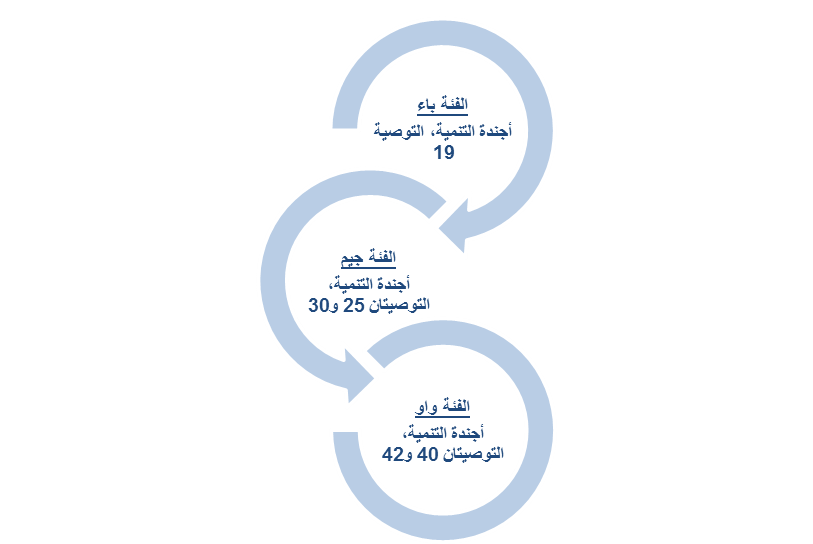 الفئة باء
أجندة التنمية، التوصية
19
الفئة جيم
أجندة التنمية،
التوصيتان 25 و30
الفئة واو
أجندة التنمية،
التوصيتان 40 و42